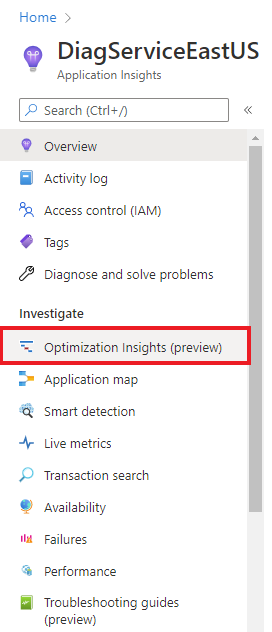 Home >
DiagServiceEastUS
Application Insights
Search (Ctrl+/)
«
Overview
Activity log
Access control (IAM)
Tags
Diagnose and solve problems
Investigate
Optimization Insights (preview)
Application map
Smart detection
Live metrics
Transaction search
Availability
Failures
Performance
Troubleshooting guides
(preview)